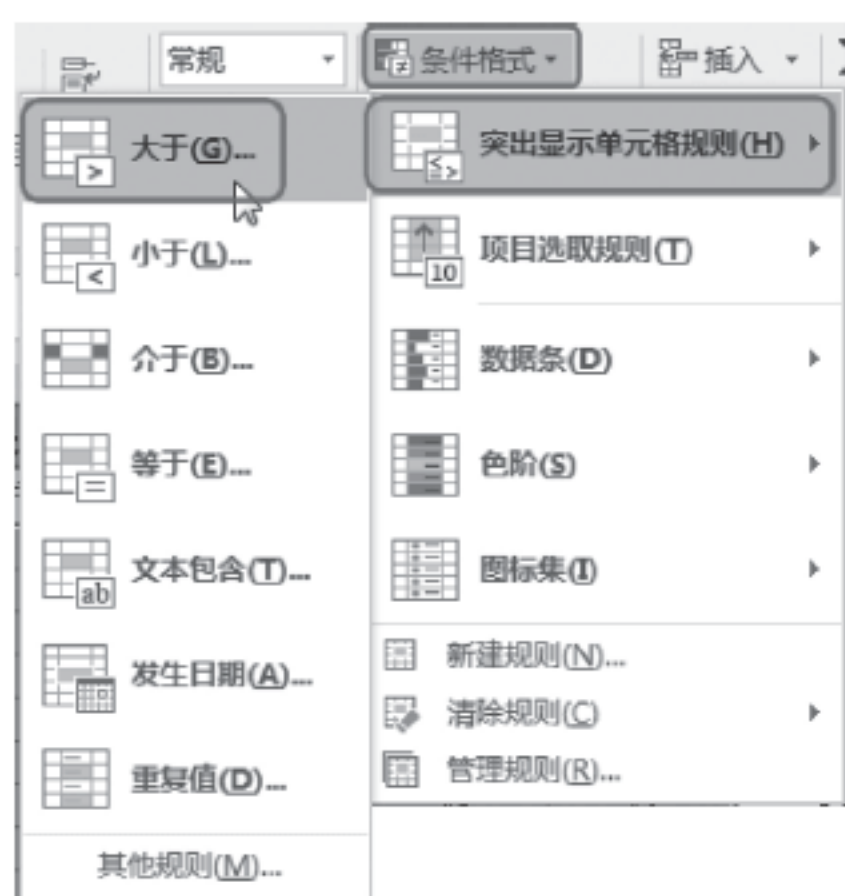 常规 条件格式 插入
大于(G)...
小于(L)...
介于(B)...
等于(E)...
文本包含(T)...
ab
发生日期(A)...
重复值(D)...
其他规则(M)...
突出显示单元格规则(H)
项目选取规则(T)
10
数据条(D)
色阶(S)
图标集(I)
新建规则(N)...
清除规则(C)
管理规则(R)...